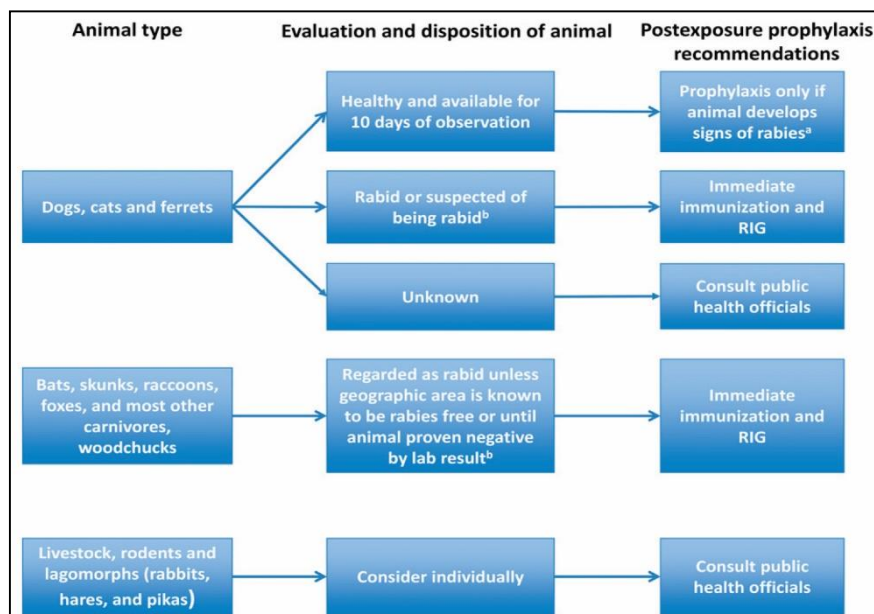 Animal type
Evaluation and disposition of animal
Postexposure prophylaxis
recommendations
Healthy and available for
10 days of observation
Prophylaxis only if
animal develops
signs of rabiesᵃ
Dogs, cats and ferrets
Rabid or suspected of
being rabidᵇ
Immediate
immunization and
RIG
Unknown
Consult public
health officials
Bats, skunks, raccoons,
foxes, and most other
carnivores,
woodchucks
Regarded as rabid unless
geographic area is known
to be rabies free or until
animal proven negative
by lab resultᵇ
Immediate
immunization and
RIG
Livestock, rodents and
lagomorphs (rabbits,
hares, and pikas)
Consider individually
Consult public
health officials